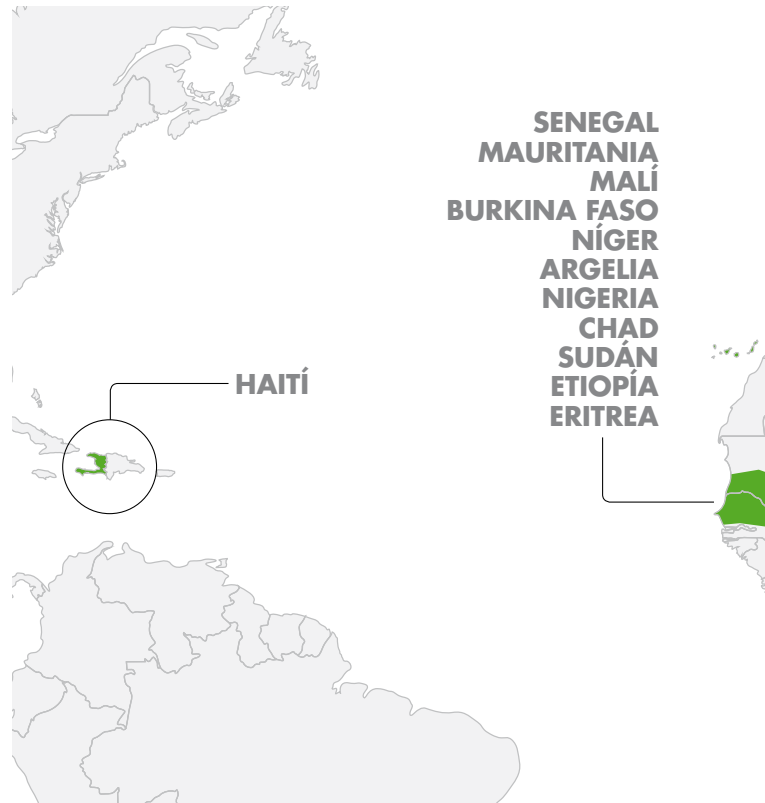 SENEGAL
MAURITANIA
MALÍ
BURKINA FASO
NÍGER
ARGELIA
NIGERIA
CHAD
SUDÁN
ETIOPÍA
ERITREA
HAITÍ